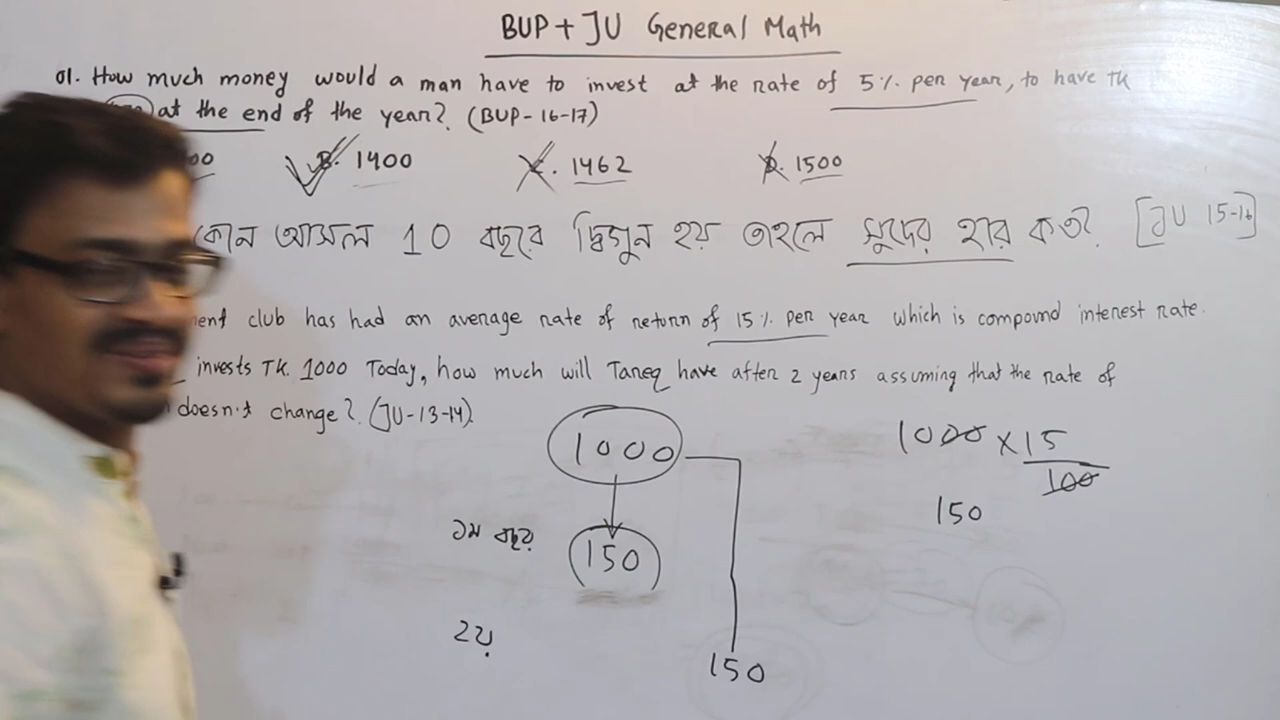 BUP + JU General Math
01. How much money would a man have to invest at the rate of 5% per year, to have Tk
at the end of the year? (BUP-16-17)
00 B. 1400 C. 1462 D. 1500
কোন আসল 10 বছরে দ্বিগুন হয় তাহলে সুদের হার কত? [JU 15-16]
ent club has had an average rate of return of 15% per year which is compound interest rate.
invests Tk. 1000 Today, how much will Tareq have after 2 years assuming that the rate of
doesn't change? (JU-13-14).
1000
1000 × 15
100
150
১ম বছর 150
২য়
150